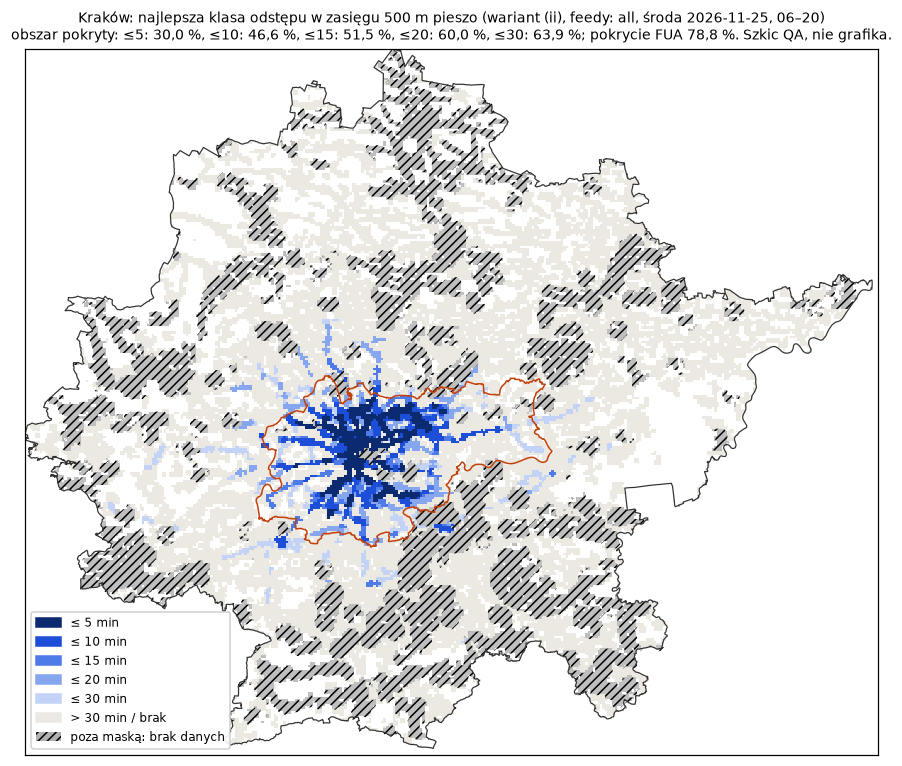 Kraków: najlepsza klasa odstępu w zasięgu 500 m pieszo (wariant (ii), feedy: all, środa 2026-11-25, 06–20)
obszar pokryty: ≤5: 30,0 %, ≤10: 46,6 %, ≤15: 51,5 %, ≤20: 60,0 %, ≤30: 63,9 %; pokrycie FUA 78,8 %. Szkic QA, nie grafika.
≤ 5 min
≤ 10 min
≤ 15 min
≤ 20 min
≤ 30 min
> 30 min / brak
poza maską: brak danych